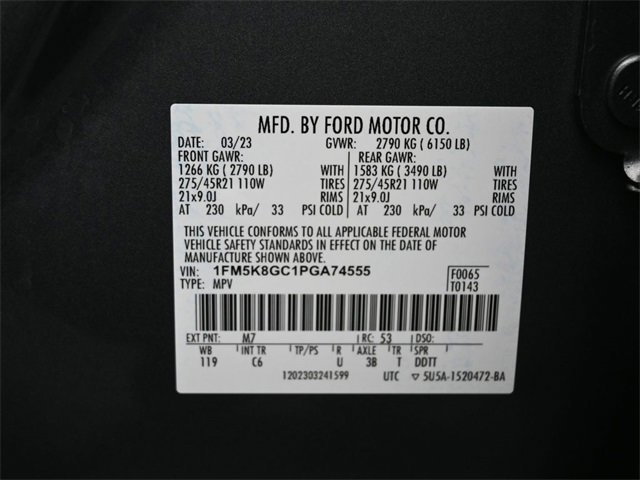 MFD. BY FORD MOTOR CO.
DATE: 03/23 GVWR: 2790 KG ( 6150 LB)
FRONT GAWR: REAR GAWR:
1266 KG ( 2790 LB) WITH 1583 KG ( 3490 LB) WITH
275/45R21 110W TIRES 275/45R21 110W TIRES
21x9.0J RIMS 21x9.0J RIMS
AT 230 kPa/ 33 PSI COLD AT 230 kPa/ 33 PSI COLD
THIS VEHICLE CONFORMS TO ALL APPLICABLE FEDERAL MOTOR
VEHICLE SAFETY STANDARDS IN EFFECT ON THE DATE OF
MANUFACTURE SHOWN ABOVE.
VIN: 1FM5K8GC1PGA74555 F0065
TYPE: MPV T0143
EXT PNT: M7 RC: 53 DSO:
WB INT TR TP/PS R AXLE TR SPR
119 C6 U 3B T DDTT
1202303241599 UTC ▽ 5U5A-1520472-BA